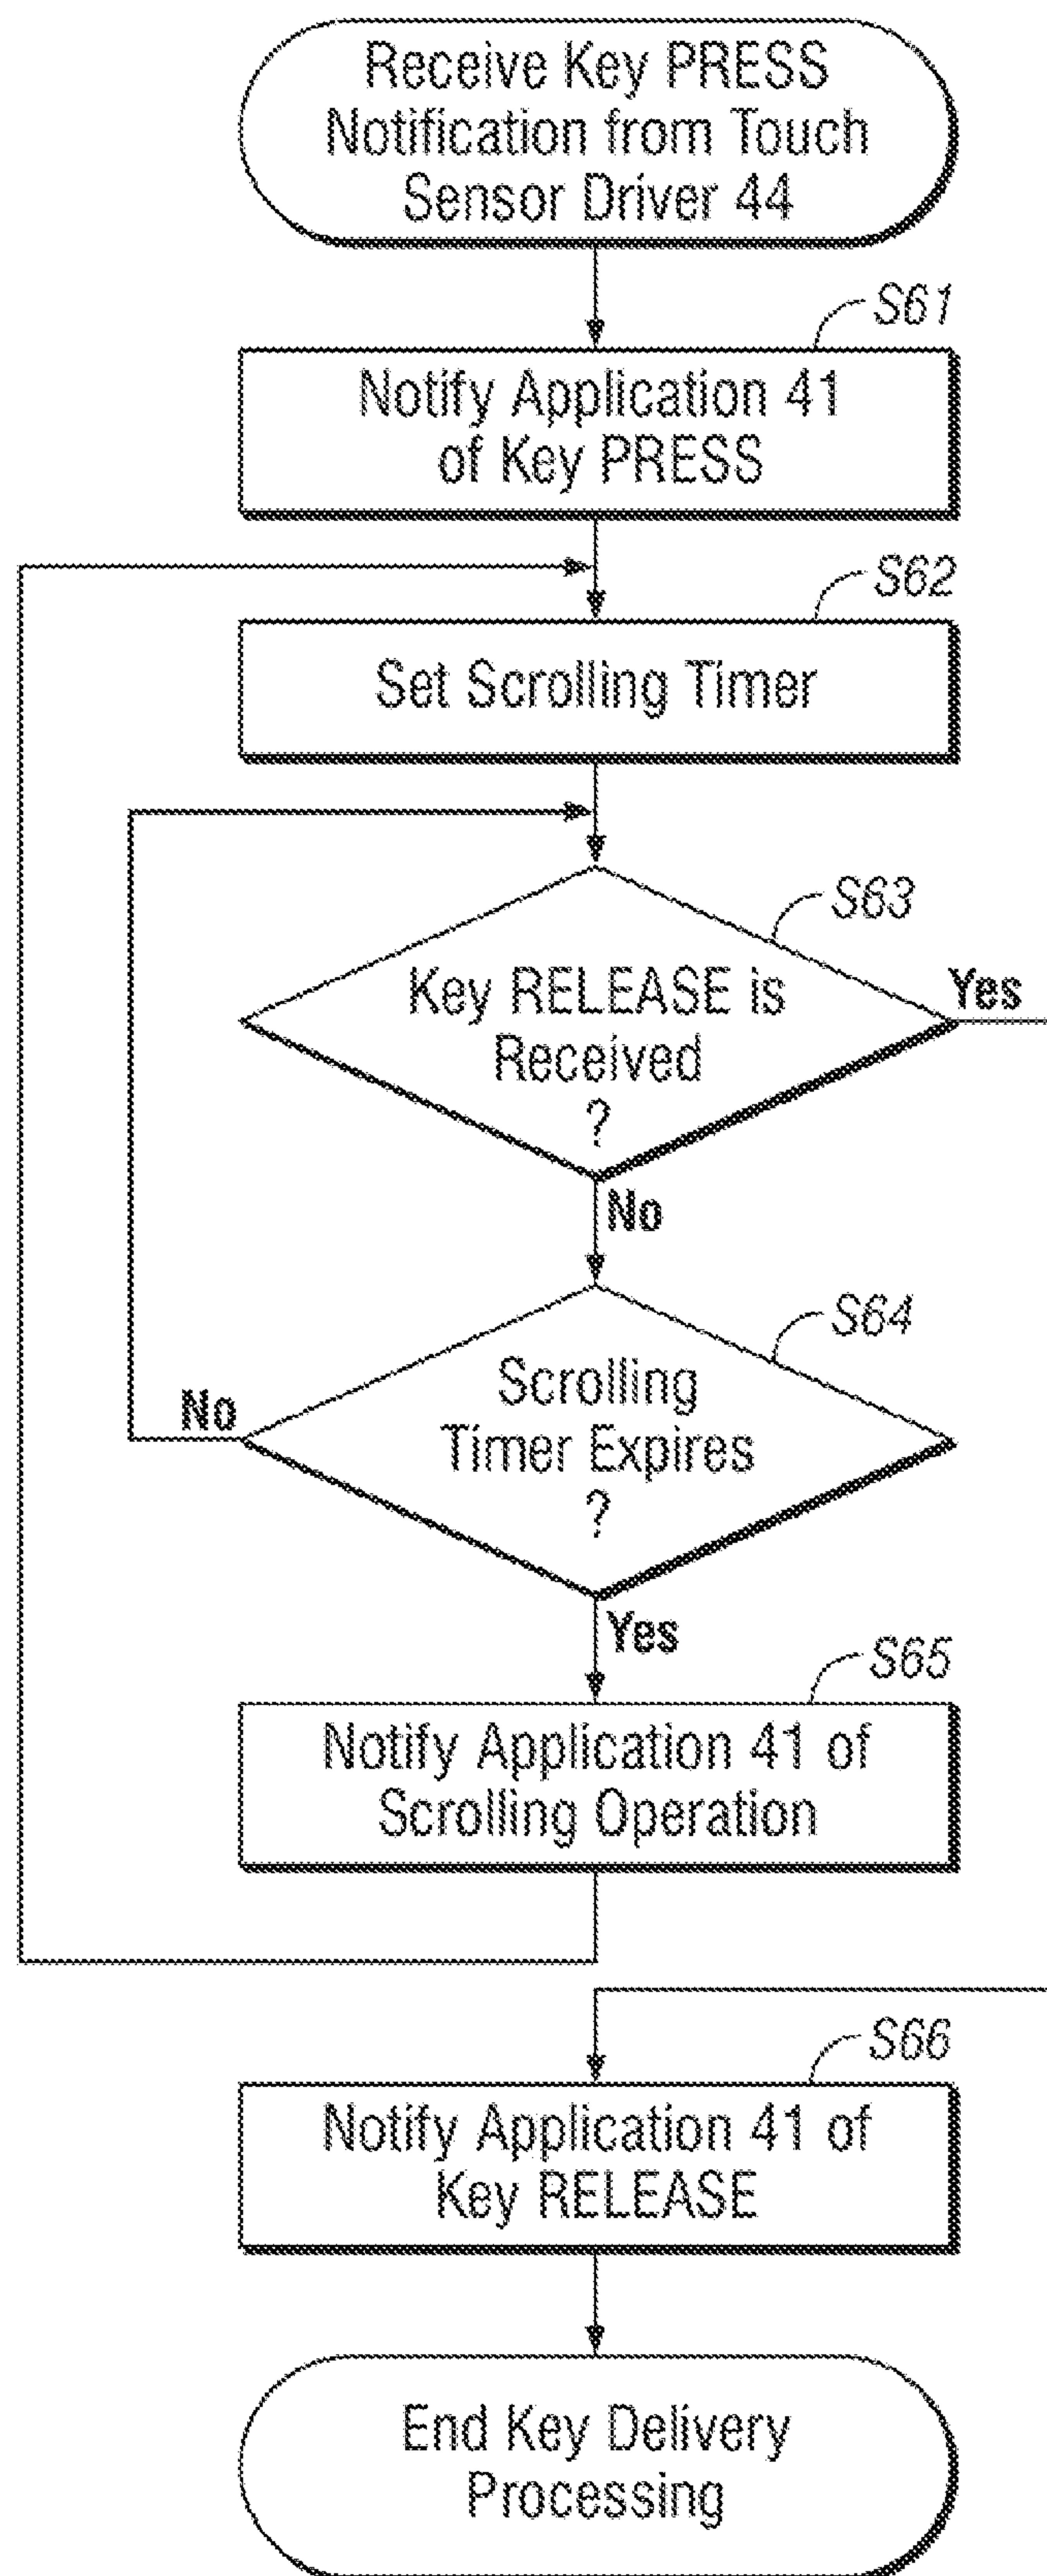 Receive Key PRESS
Notification from Touch
Sensor Driver 44
S61
Notify Application 41
of Key PRESS
S62
Set Scrolling Timer
S63
Key RELEASE is
Received
?
Yes
No
S64
Scrolling
Timer Expires
?
No
Yes
S65
Notify Application 41 of
Scrolling Operation
S66
Notify Application 41 of
Key RELEASE
End Key Delivery
Processing